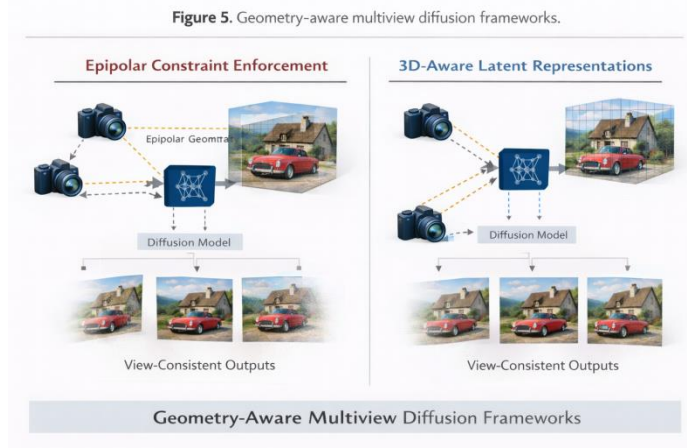 Figure 5. Geometry-aware multiview diffusion frameworks.
Epipolar Constraint Enforcement
3D-Aware Latent Representations
Epipolar
Diffusion Model
Diffusion Model
View-Consistent Outputs
View-Consistent Outputs
Geometry-Aware Multiview Diffusion Frameworks